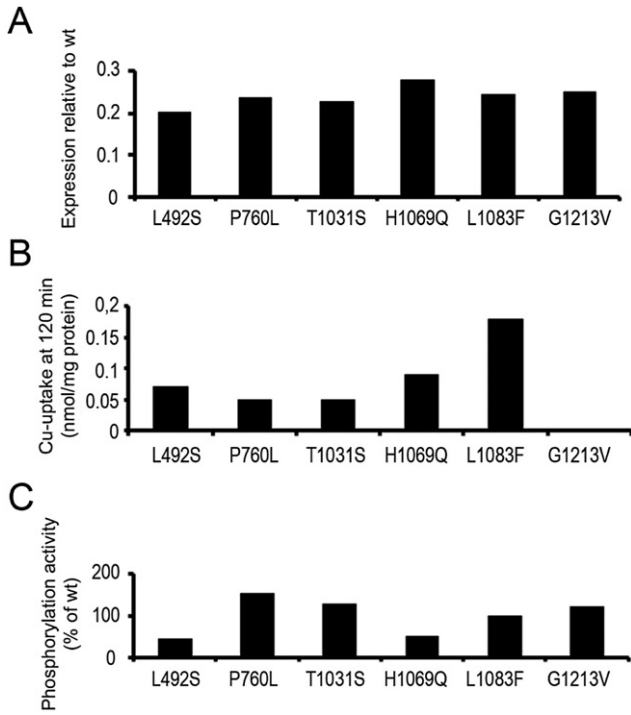 A
Expression relative to wt
0.3
0.2
0.1
0
L492S P760L T1031S H1069Q L1083F G1213V
B
Cu-uptake at 120 min
(nmol/mg protein)
0,2
0.15
0.1
0.05
0
L492S P760L T1031S H1069Q L1083F G1213V
C
Phosphorylation activity
(% of wt)
200
100
0
L492S P760L T1031S H1069Q L1083F G1213V